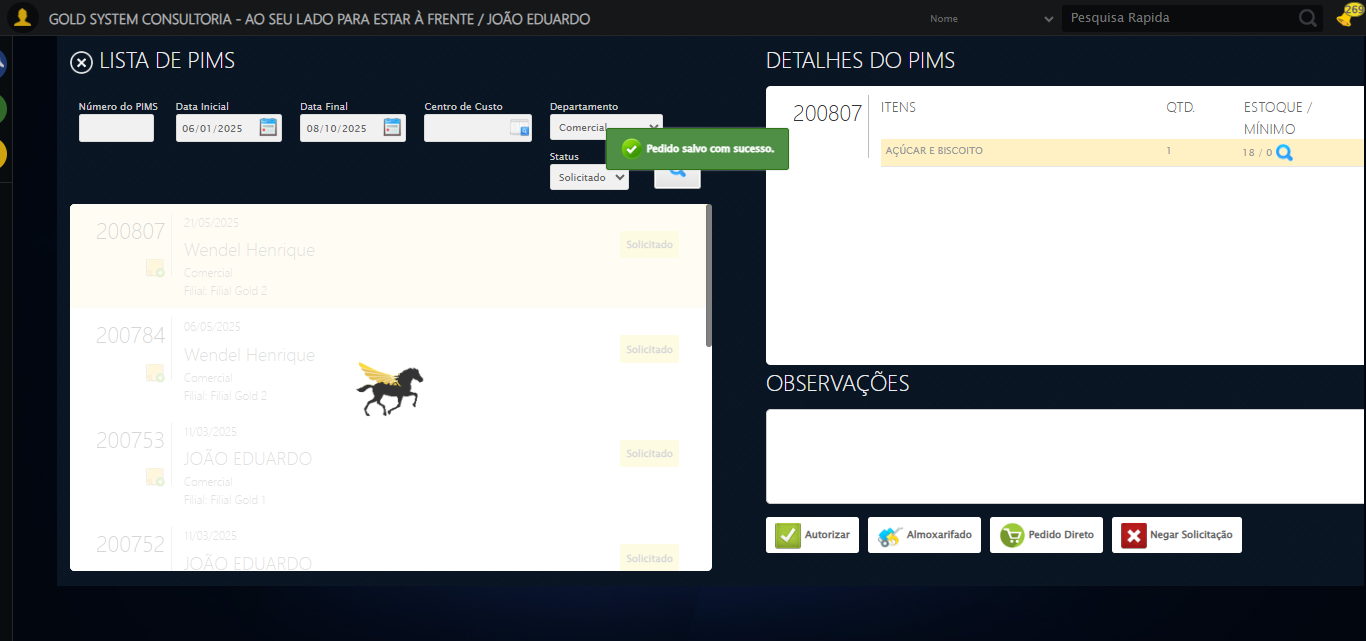 GOLD SYSTEM CONSULTORIA - AO SEU LADO PARA ESTAR À FRENTE / JOÃO EDUARDO
Nome
Pesquisa Rapida
269
LISTA DE PIMS
Número do PIMS
Data Inicial
Data Final
Centro de Custo
Departamento
06/01/2025
08/10/2025
Comercial
Status
Solicitado
Pedido salvo com sucesso.
200807
21/05/2025
Wendel Henrique
Comercial
Filial: Filial Gold 2
Solicitado
200784
06/05/2025
Wendel Henrique
Comercial
Filial: Filial Gold 2
Solicitado
200753
11/03/2025
JOÃO EDUARDO
Comercial
Filial: Filial Gold 1
Solicitado
200752
11/03/2025
JOÃO EDUARDO
Solicitado
DETALHES DO PIMS
200807
ITENS
QTD.
ESTOQUE /
MÍNIMO
AÇÚCAR E BISCOITO
1
18 / 0
OBSERVAÇÕES
Autorizar
Almoxarifado
Pedido Direto
Negar Solicitação